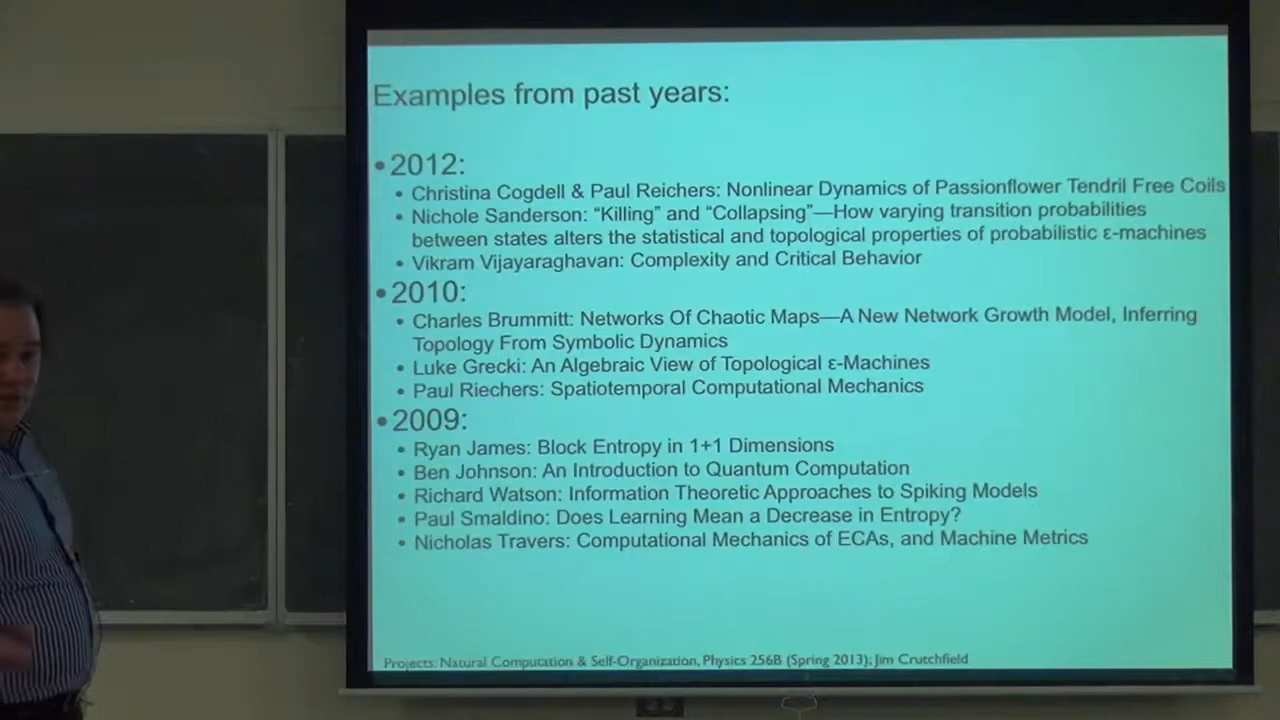 Examples from past years:
•2012:
• Christina Cogdell & Paul Reichers: Nonlinear Dynamics of Passionflower Tendril Free Coils
• Nichole Sanderson: “Killing” and “Collapsing”—How varying transition probabilities
between states alters the statistical and topological properties of probabilistic ε-machines
• Vikram Vijayaraghavan: Complexity and Critical Behavior
•2010:
• Charles Brummitt: Networks Of Chaotic Maps—A New Network Growth Model, Inferring
Topology From Symbolic Dynamics
• Luke Grecki: An Algebraic View of Topological ε-Machines
• Paul Riechers: Spatiotemporal Computational Mechanics
•2009:
• Ryan James: Block Entropy in 1+1 Dimensions
• Ben Johnson: An Introduction to Quantum Computation
• Richard Watson: Information Theoretic Approaches to Spiking Models
• Paul Smaldino: Does Learning Mean a Decrease in Entropy?
• Nicholas Travers: Computational Mechanics of ECAs, and Machine Metrics
Projects: Natural Computation & Self-Organization, Physics 256B (Spring 2013); Jim Crutchfield